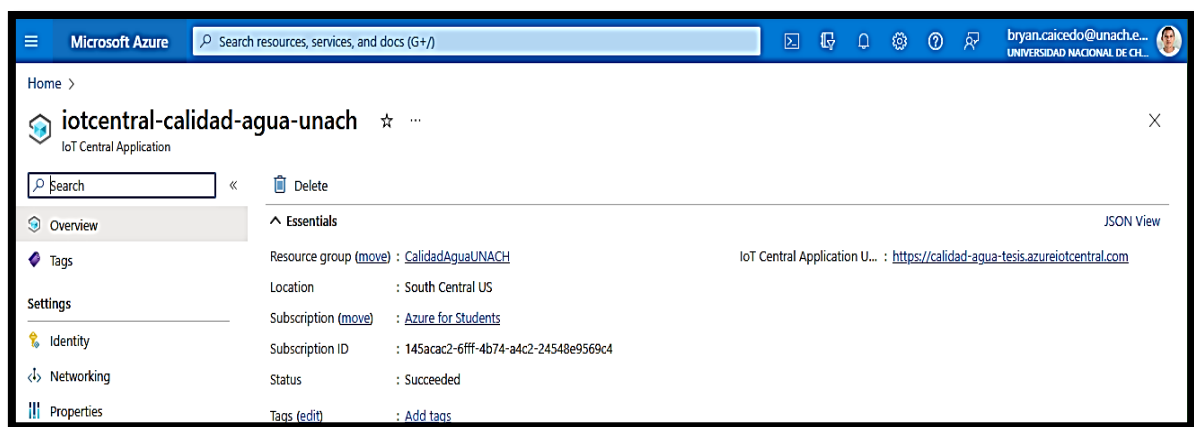 Microsoft Azure
Search resources, services, and docs (G+/)
bryan.caicedo@unach.e...
UNIVERSIDAD NACIONAL DE CH...
Home >
iotcentral-calidad-agua-unach
IoT Central Application
Search
Delete
Overview
Tags
Settings
Identity
Networking
Properties
Essentials
JSON View
Resource group (move) : CalidadAguaUNACH
Location : South Central US
Subscription (move) : Azure for Students
Subscription ID : 145acac2-6fff-4b74-a4c2-24548e9569c4
Status : Succeeded
Tags (edit) : Add tags
IoT Central Application U... : https://calidad-agua-tesis.azureiotcentral.com